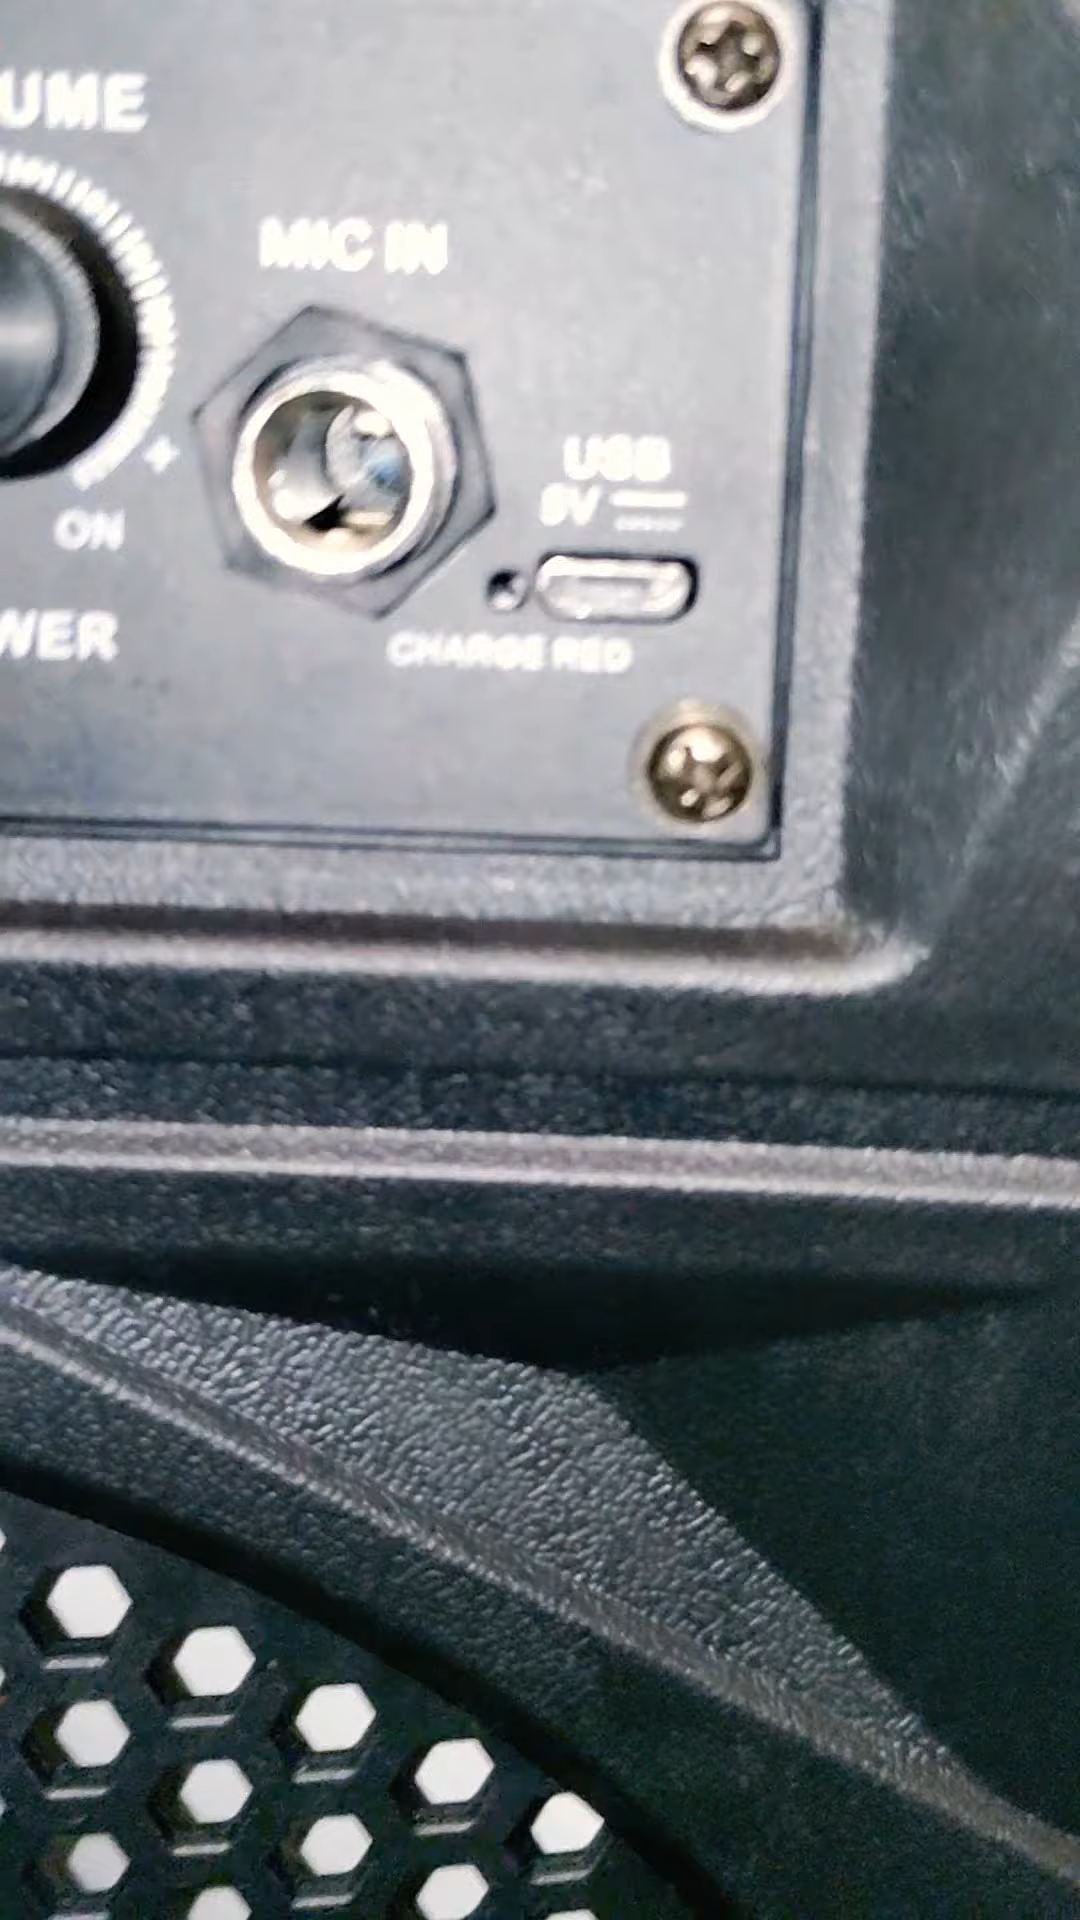 UME
MIC IN
+
USB
5V
ON
WER
CHARGE RED